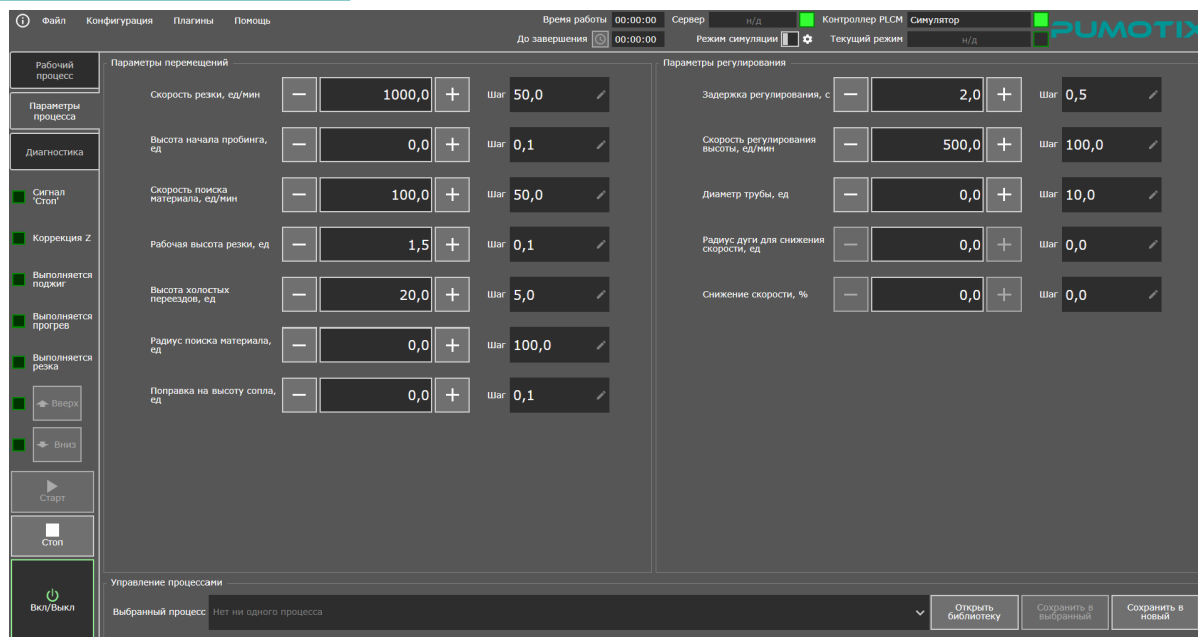 Файл Конфигурация Плагины Помощь
Время работы 00:00:00 Сервер н/д Контроллер PLCM Симулятор
До завершения 00:00:00 Режим симуляции Текущий режим н/д
PUMOTIX
Рабочий
процесс
Параметры
процесса
Диагностика
Сигнал
'Стоп'
Коррекция Z
Выполняется
поджиг
Выполняется
прогрев
Выполняется
резка
Вверх
Вниз
Старт
Стоп
Вкл/Выкл
Параметры перемещений
Скорость резки, ед/мин 1000,0 Шаг 50,0
Высота начала пробинга,
ед 0,0 Шаг 0,1
Скорость поиска
материала, ед/мин 100,0 Шаг 50,0
Рабочая высота резки, ед 1,5 Шаг 0,1
Высота холостых
переездов, ед 20,0 Шаг 5,0
Радиус поиска материала,
ед 0,0 Шаг 100,0
Поправка на высоту сопла,
ед 0,0 Шаг 0,1
Параметры регулирования
Задержка регулирования, с 2,0 Шаг 0,5
Скорость регулирования
высоты, ед/мин 500,0 Шаг 100,0
Диаметр трубы, ед 0,0 Шаг 10,0
Радиус дуги для снижения
скорости, ед 0,0 Шаг 0,0
Снижение скорости, % 0,0 Шаг 0,0
Управление процессами
Выбранный процесс Нет ни одного процесса
Открыть
библиотеку
Сохранить в
выбранный
Сохранить в
новый